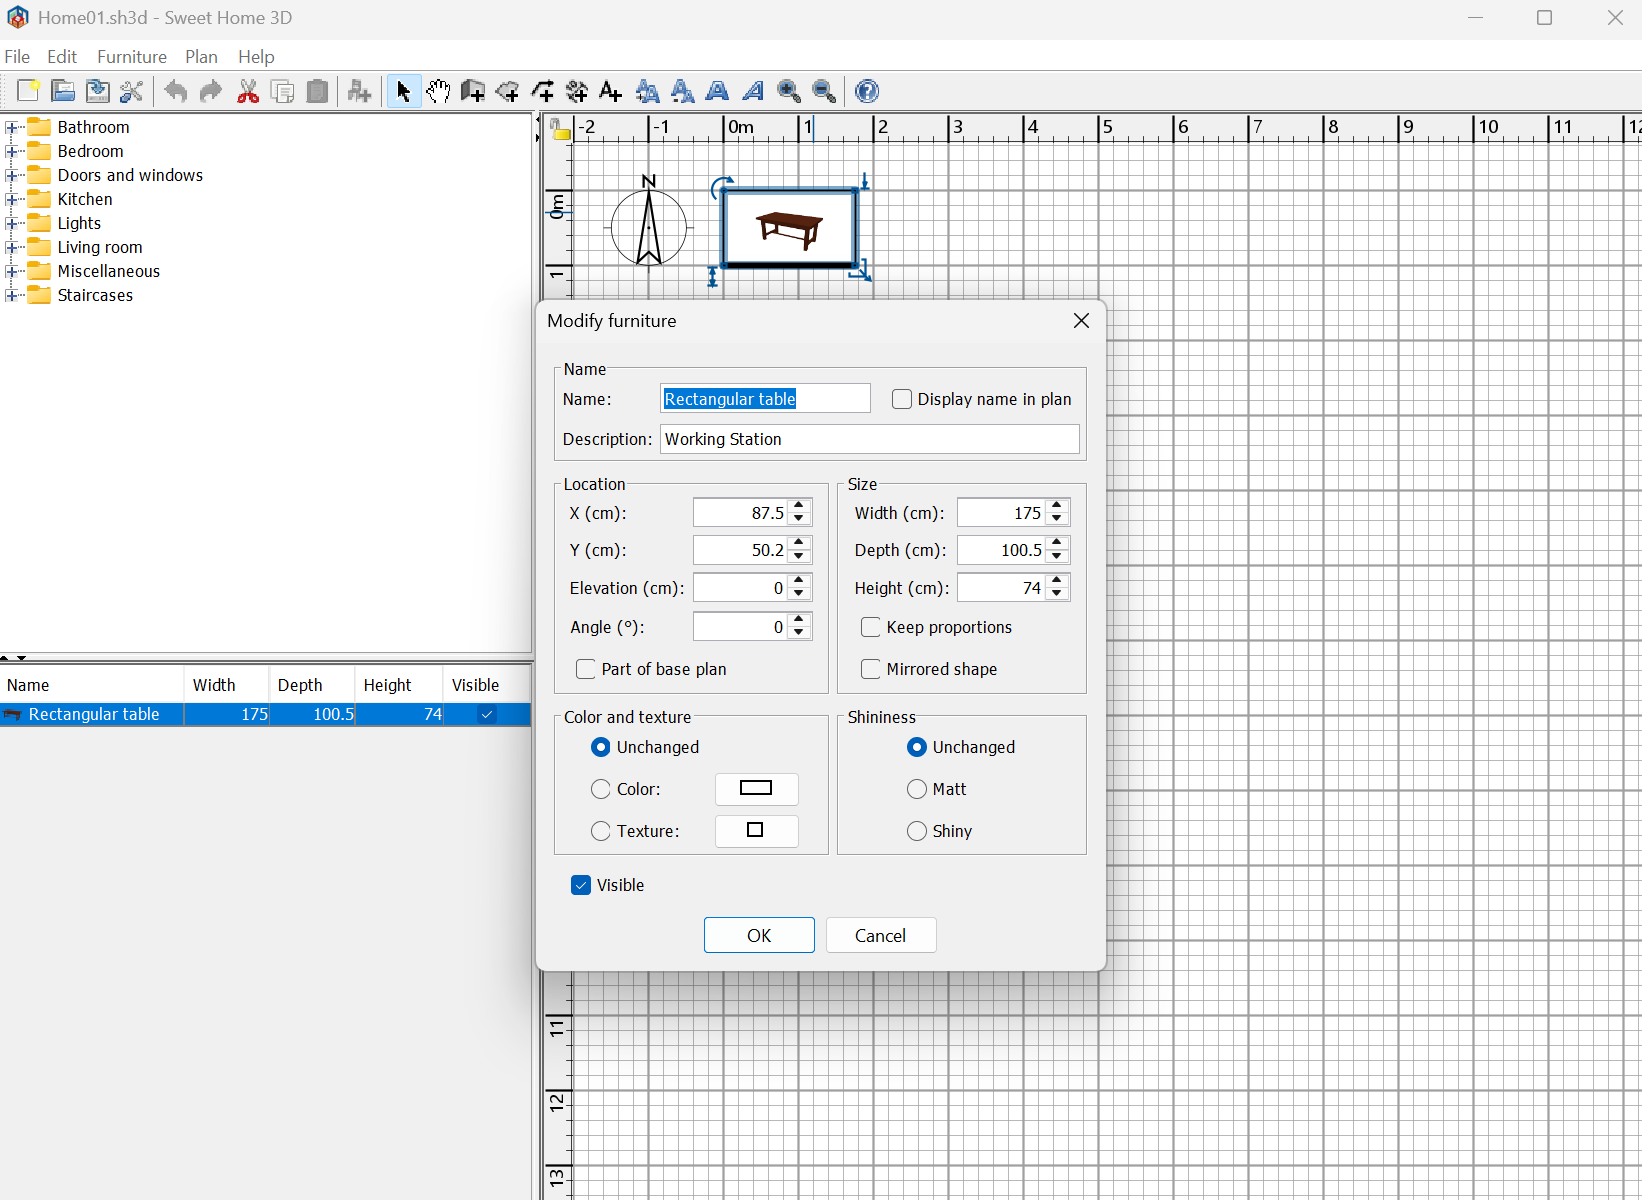 Home01.sh3d - Sweet Home 3D
File Edit Furniture Plan Help
Bathroom
Bedroom
Doors and windows
Kitchen
Lights
Living room
Miscellaneous
Staircases
Name Width Depth Height Visible
Rectangular table 175 100.5 74
-2 -1 0m 1 2 3 4 5 6 7 8 9 10 11 12
0m
1
N
11
12
13
Modify furniture
Name
Name: Rectangular table Display name in plan
Description: Working Station
Location
X (cm): 87.5
Y (cm): 50.2
Elevation (cm): 0
Angle (°): 0
Part of base plan
Size
Width (cm): 175
Depth (cm): 100.5
Height (cm): 74
Keep proportions
Mirrored shape
Color and texture
Unchanged
Color:
Texture:
Shininess
Unchanged
Matt
Shiny
Visible
OK Cancel